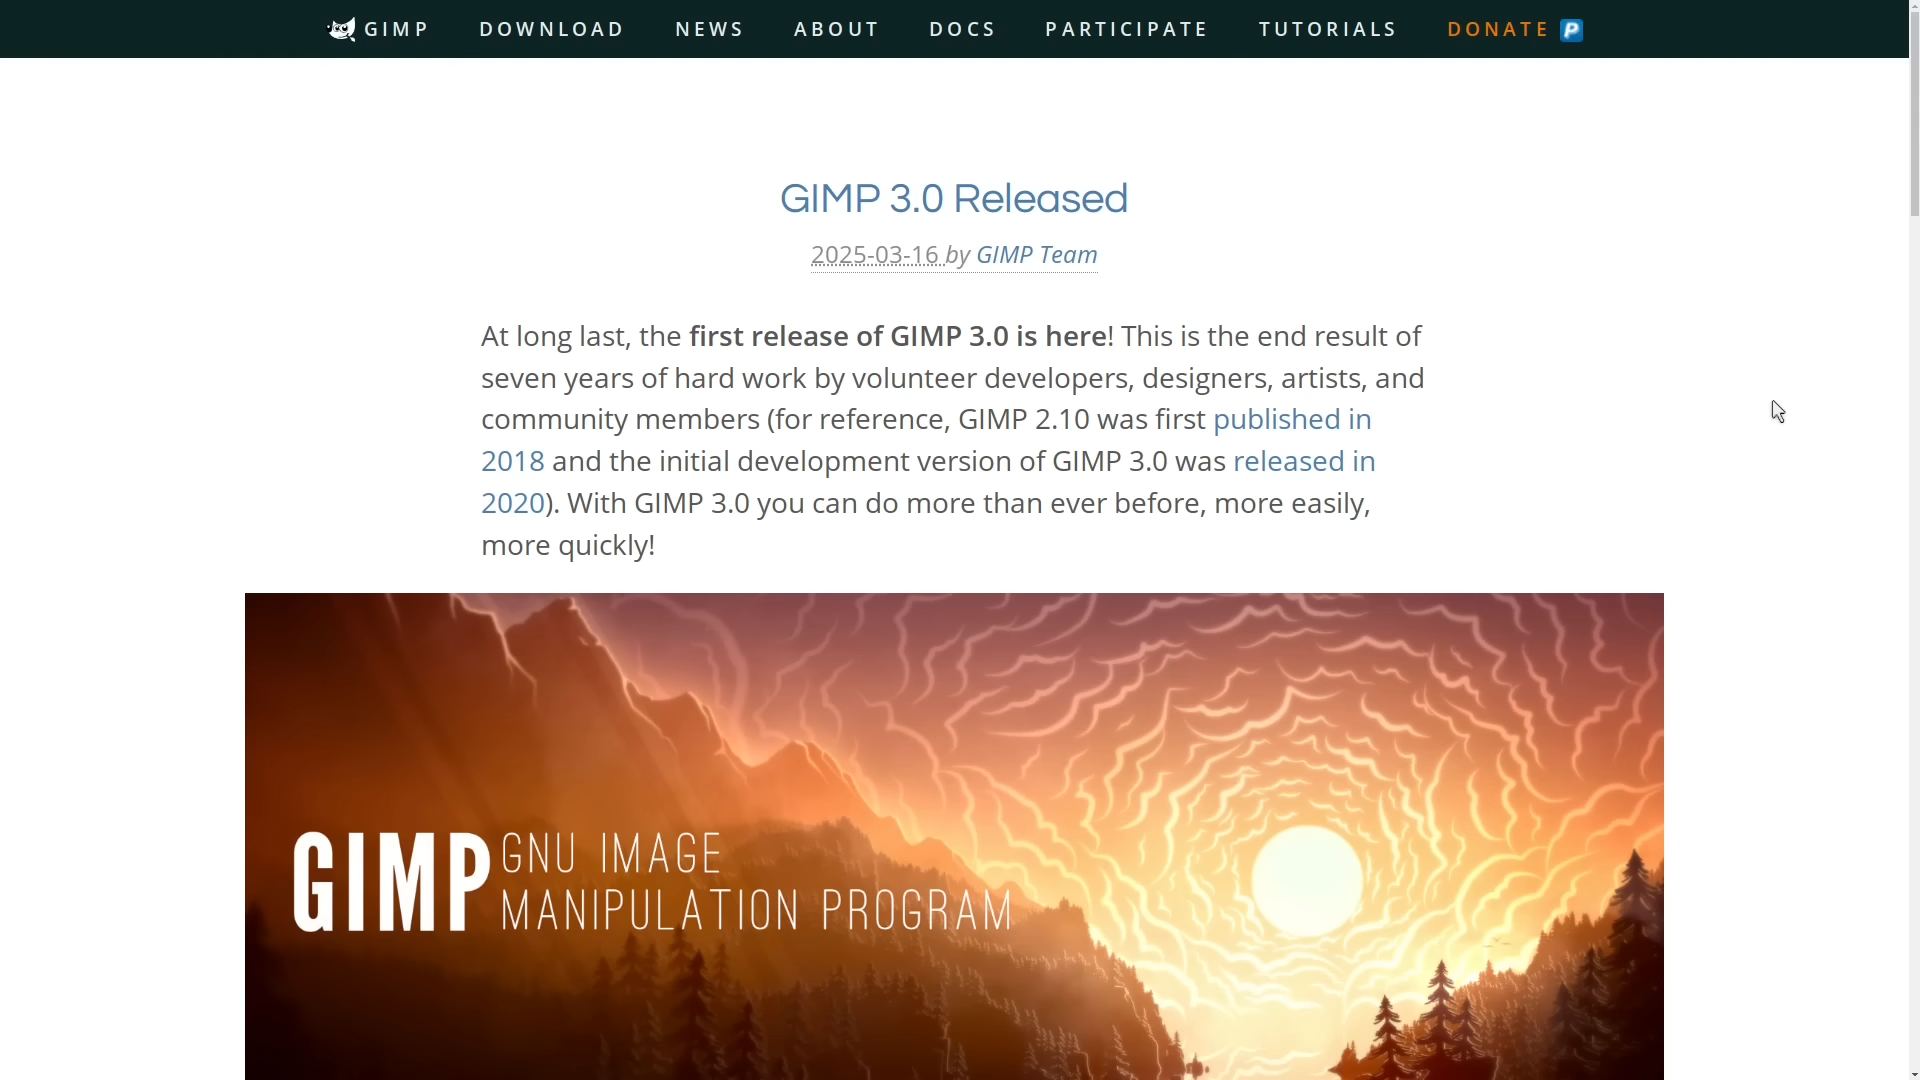 GIMP DOWNLOAD NEWS ABOUT DOCS PARTICIPATE TUTORIALS DONATE
GIMP 3.0 Released
2025-03-16 by GIMP Team
At long last, the first release of GIMP 3.0 is here! This is the end result of
seven years of hard work by volunteer developers, designers, artists, and
community members (for reference, GIMP 2.10 was first published in
2018 and the initial development version of GIMP 3.0 was released in
2020). With GIMP 3.0 you can do more than ever before, more easily,
more quickly!
GIMP GNU IMAGE
MANIPULATION PROGRAM